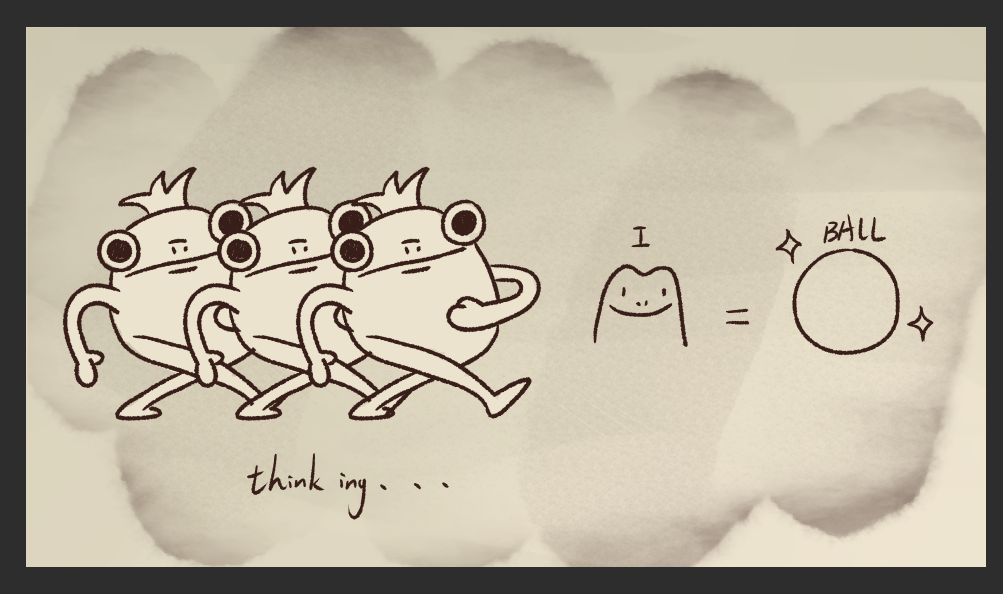 I
BALL
=
think ing . . .